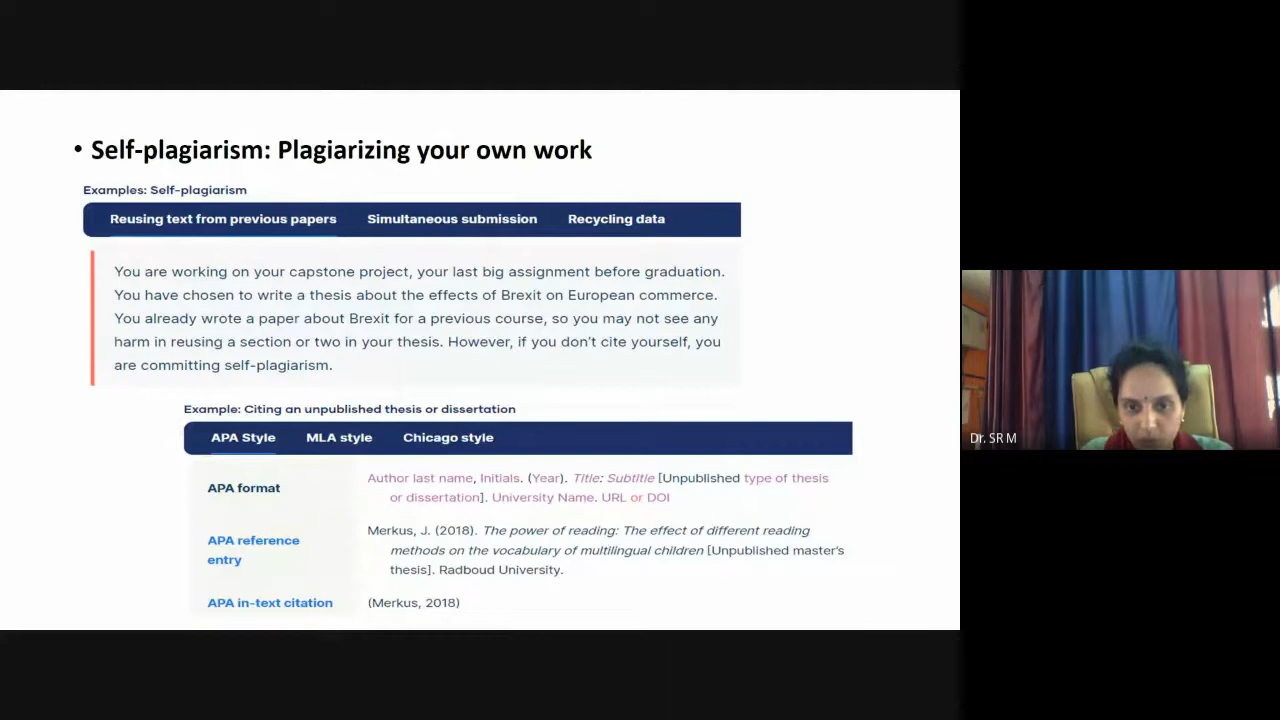 • Self-plagiarism: Plagiarizing your own work
Examples: Self-plagiarism
Reusing text from previous papers Simultaneous submission Recycling data
You are working on your capstone project, your last big assignment before graduation.
You have chosen to write a thesis about the effects of Brexit on European commerce.
You already wrote a paper about Brexit for a previous course, so you may not see any
harm in reusing a section or two in your thesis. However, if you don't cite yourself, you
are committing self-plagiarism.
Example: Citing an unpublished thesis or dissertation
APA Style MLA style Chicago style
APA format
Author last name, Initials. (Year). Title: Subtitle [Unpublished type of thesis
or dissertation]. University Name. URL or DOI
APA reference
entry
Merkus, J. (2018). The power of reading: The effect of different reading
methods on the vocabulary of multilingual children [Unpublished master's
thesis]. Radboud University.
APA in-text citation
(Merkus, 2018)
Dr. SR M